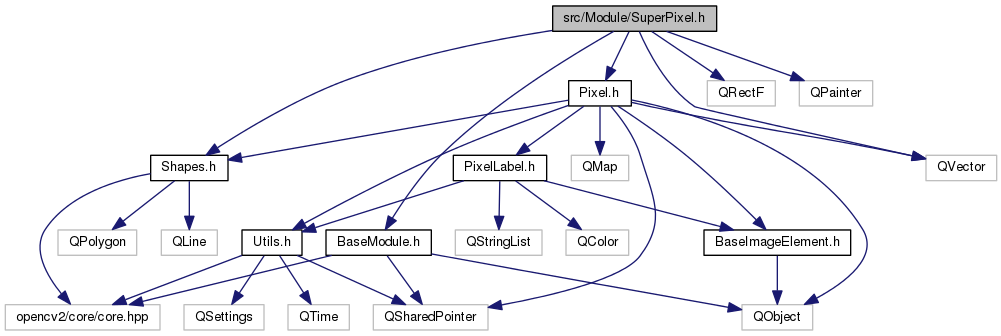 src/Module/SuperPixel.h
Pixel.h
QRectF
QPainter
Shapes.h
PixelLabel.h
QMap
QVector
QPolygon
QLine
Utils.h
BaseModule.h
QStringList
QColor
BaseImageElement.h
opencv2/core/core.hpp
QSettings
QTime
QSharedPointer
QObject